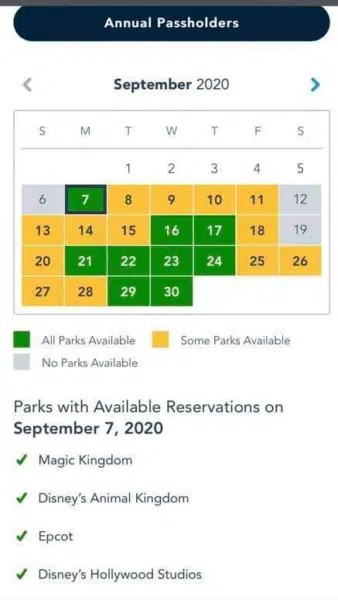 Annual Passholders
September 2020
S M T W T F S
1 2 3 4 5
6 7 8 9 10 11 12
13 14 15 16 17 18 19
20 21 22 23 24 25 26
27 28 29 30
All Parks Available Some Parks Available
No Parks Available
Parks with Available Reservations on
September 7, 2020
Magic Kingdom
Disney's Animal Kingdom
Epcot
Disney's Hollywood Studios